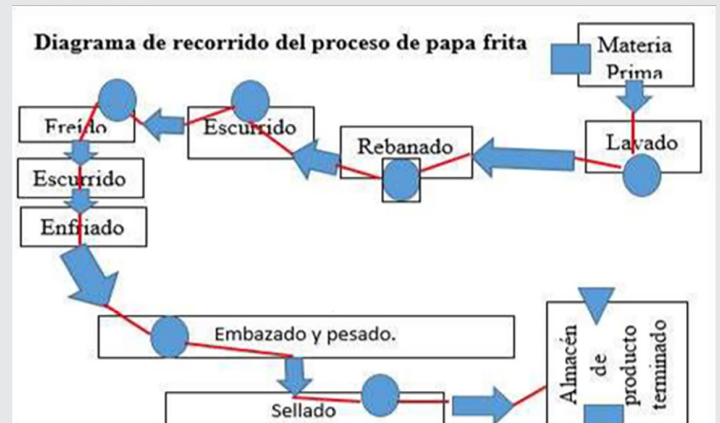 Diagrama de recorrido del proceso de papa frita
Materia
Prima
Lavado
Rebanado
Escurrido
Freído
Escurrido
Enfriado
Embazado y pesado.
Sellado
Almacén
de
producto
terminado